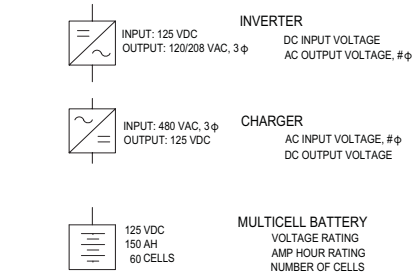 INVERTER
INPUT: 125 VDC
OUTPUT: 120/208 VAC, 3ϕ
DC INPUT VOLTAGE
AC OUTPUT VOLTAGE, #ϕ
CHARGER
INPUT: 480 VAC, 3ϕ
OUTPUT: 125 VDC
AC INPUT VOLTAGE, #ϕ
DC OUTPUT VOLTAGE
MULTICELL BATTERY
125 VDC
150 AH
60 CELLS
VOLTAGE RATING
AMP HOUR RATING
NUMBER OF CELLS